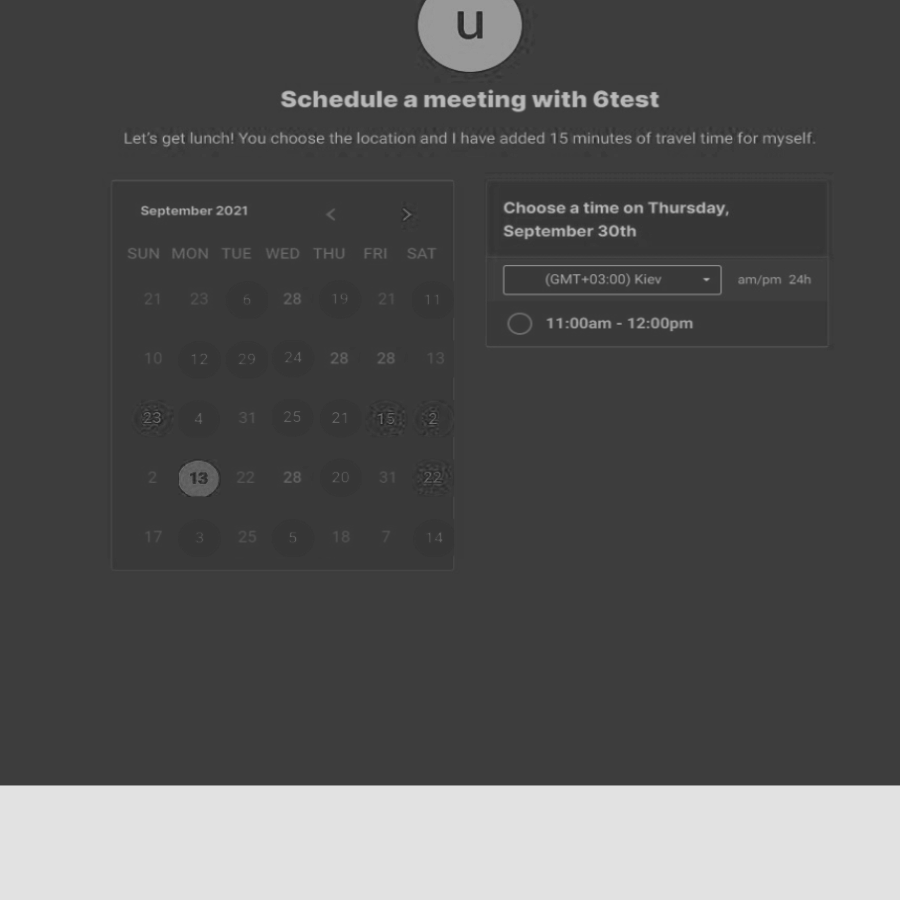 u
Schedule a meeting with 6test
Let's get lunch! You choose the location and I have added 15 minutes of travel time for myself.
September 2021 < >
SUN MON TUE WED THU FRI SAT
21 23 6 28 19 21 11
10 12 29 24 28 28 13
23 4 31 25 21 15 2
2 13 22 28 20 31 22
17 3 25 5 18 7 14
Choose a time on Thursday,
September 30th
(GMT+03:00) Kiev am/pm 24h
11:00am - 12:00pm